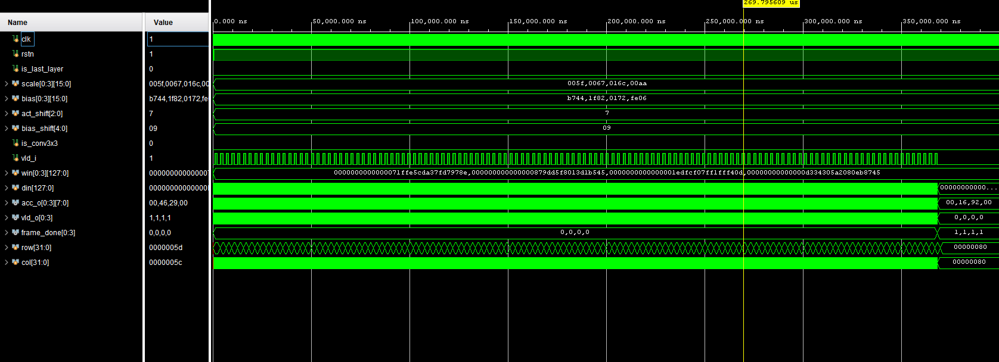 269.795609 us
Name Value 0.000 ns 50,000.000 ns 100,000.000 ns 150,000.000 ns 200,000.000 ns 250,000.000 ns 300,000.000 ns 350,000.000 ns
clk 1
rstn 1
is_last_layer 0
scale[0:3][15:0] 005f,0067,016c,00 005f,0067,016c,00aa
bias[0:3][15:0] b744,1f82,0172,fe b744,1f82,0172,fe06
act_shift[2:0] 7 7
bias_shift[4:0] 09 09
is_conv3x3 0
vld_i 1
win[0:3][127:0]
din[127:0] 00000000000...
acc_o[0:3][7:0] 00,46,29,00 00,16,92,00
vld_o[0:3] 1,1,1,1 0,0,0,0
frame_done[0:3] 0,0,0,0 0,0,0,0 1,1,1,1
row[31:0] 0000005d 00000080
col[31:0] 0000005c 00000080